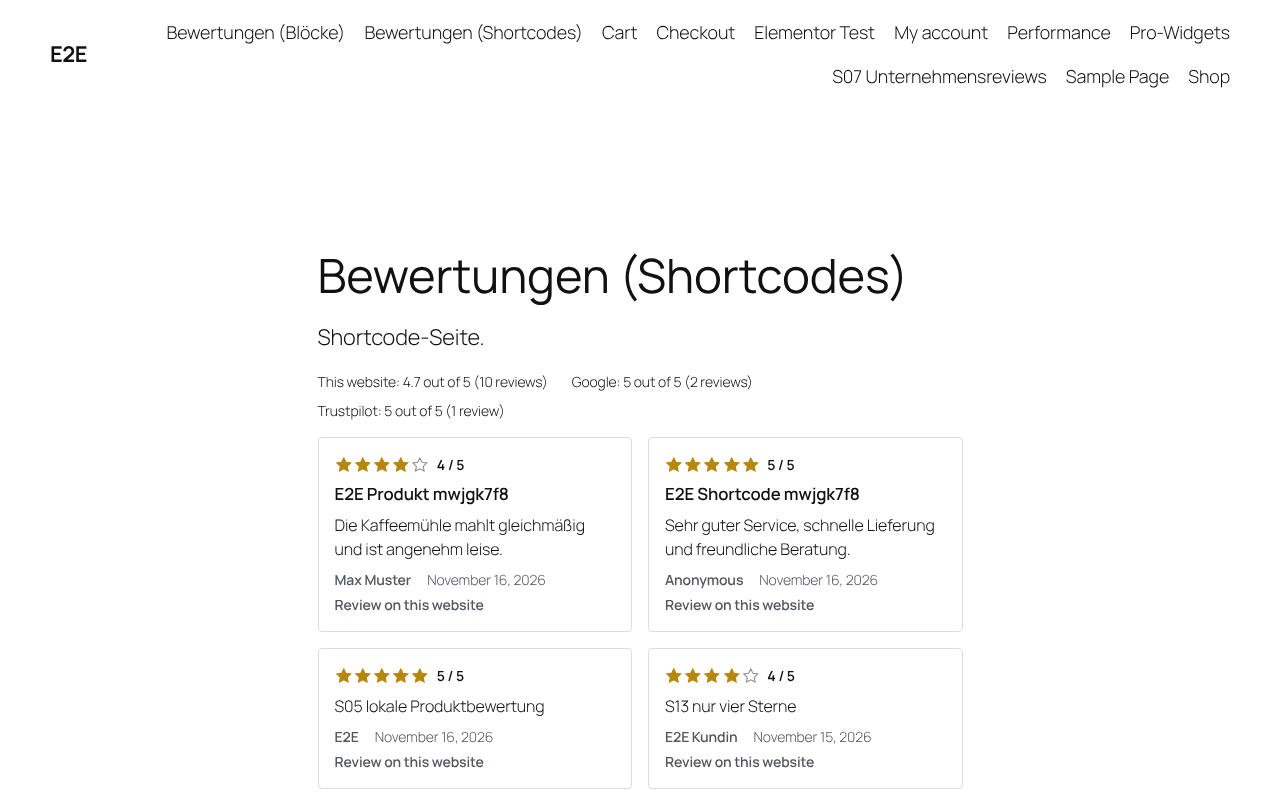 E2E
Bewertungen (Blöcke) Bewertungen (Shortcodes) Cart Checkout Elementor Test My account Performance Pro-Widgets
S07 Unternehmensreviews Sample Page Shop
Bewertungen (Shortcodes)
Shortcode-Seite.
This website: 4.7 out of 5 (10 reviews) Google: 5 out of 5 (2 reviews)
Trustpilot: 5 out of 5 (1 review)
4 / 5
E2E Produkt mwjgk7f8
Die Kaffeemühle mahlt gleichmäßig
und ist angenehm leise.
Max Muster November 16, 2026
Review on this website
5 / 5
E2E Shortcode mwjgk7f8
Sehr guter Service, schnelle Lieferung
und freundliche Beratung.
Anonymous November 16, 2026
Review on this website
5 / 5
S05 lokale Produktbewertung
E2E November 16, 2026
Review on this website
4 / 5
S13 nur vier Sterne
E2E Kundin November 15, 2026
Review on this website